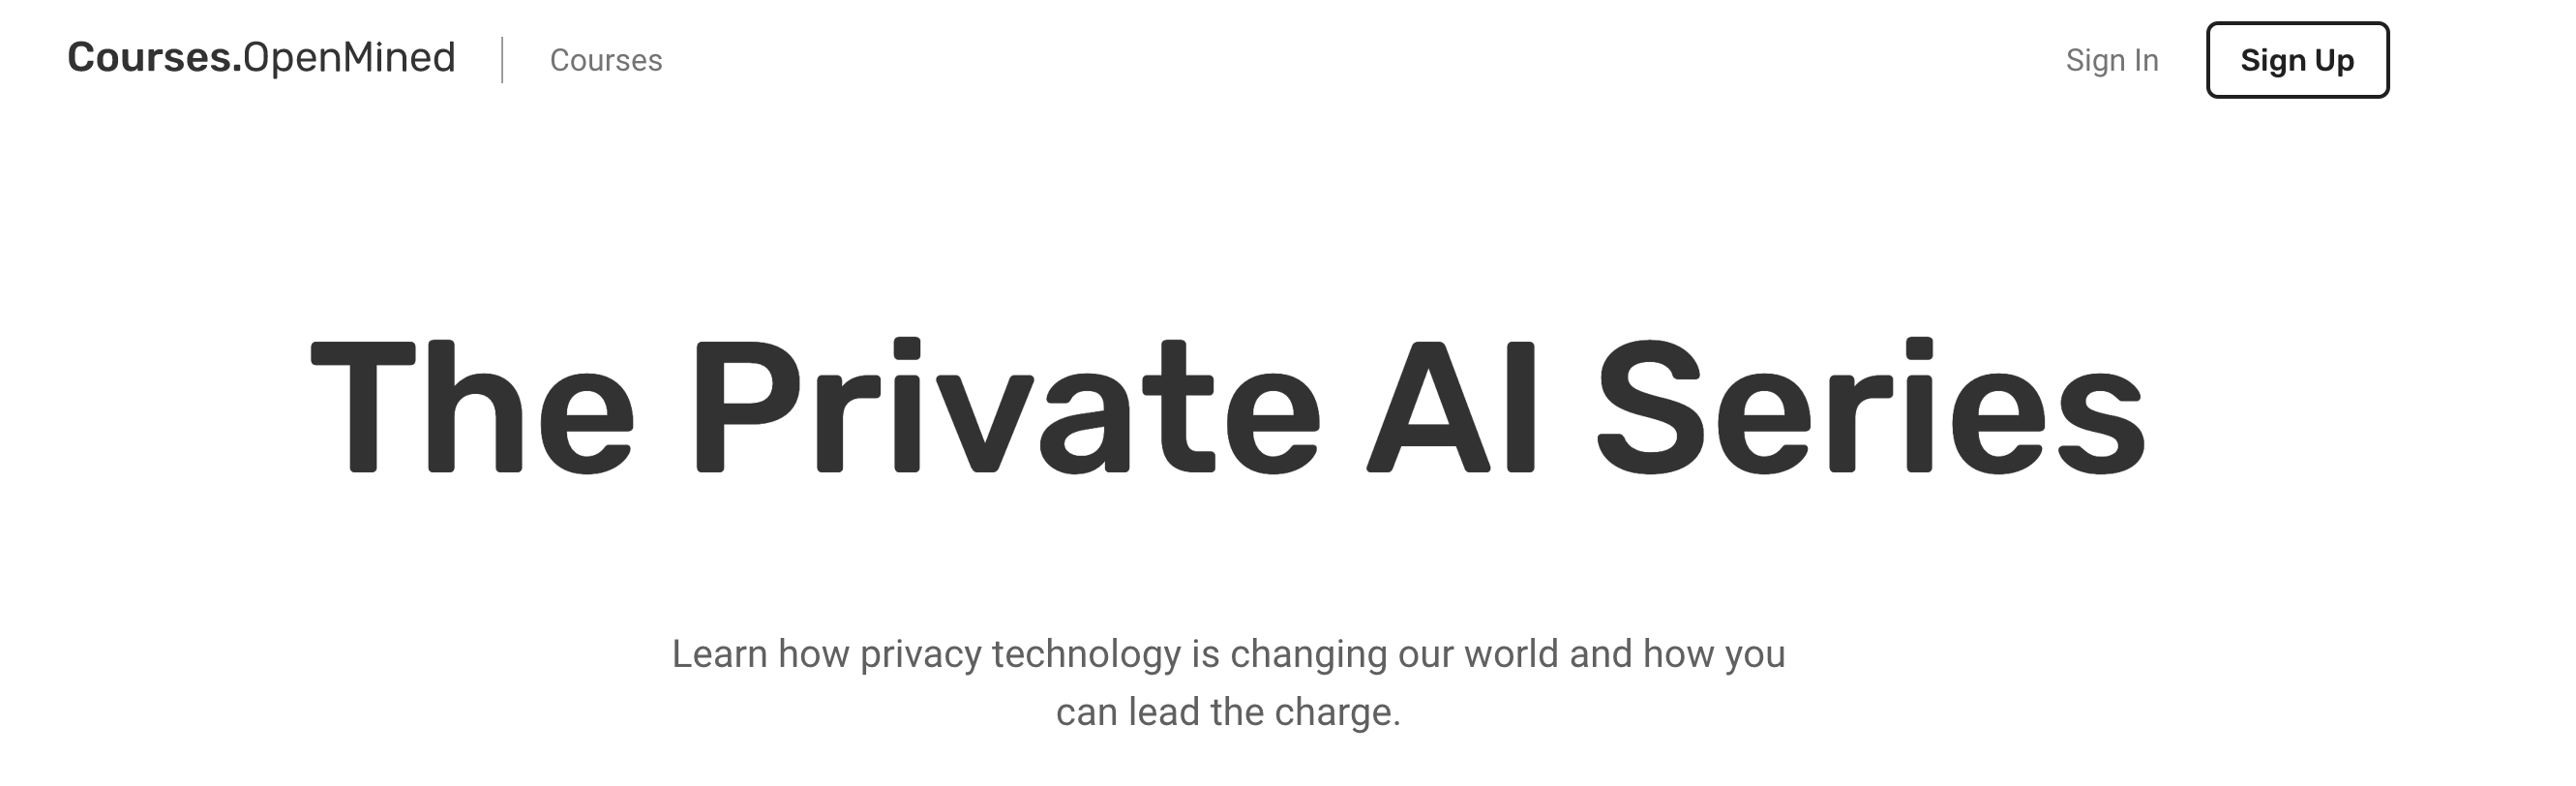 Courses.OpenMined
Courses
Sign In
Sign Up
The Private AI Series
Learn how privacy technology is changing our world and how you
can lead the charge.